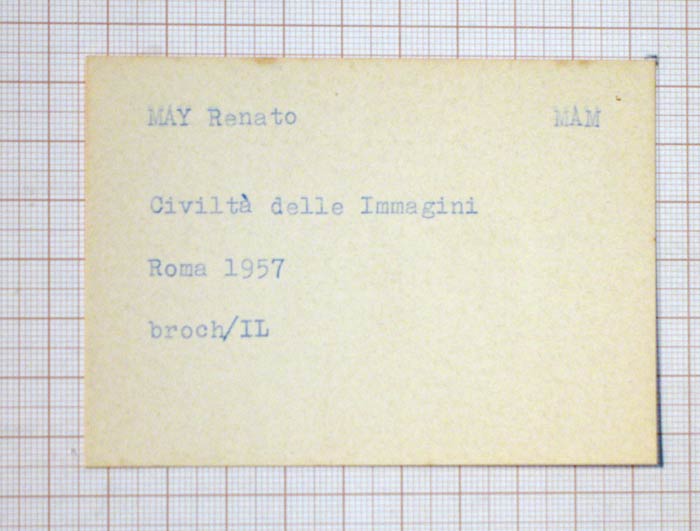 MAY Renato MAM
Civiltà delle Immagini
Roma 1957
broch/IL